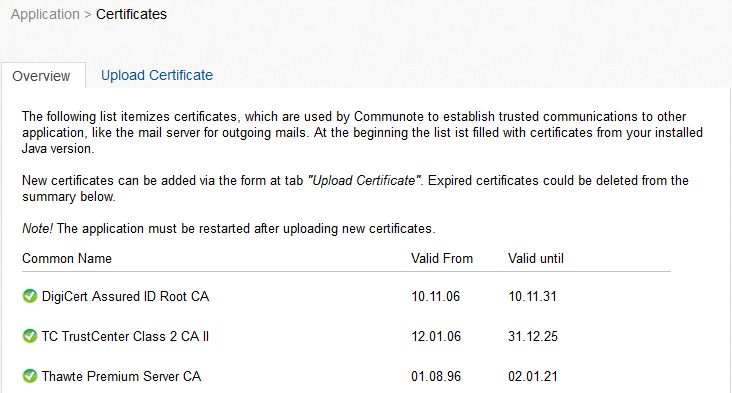 Application > Certificates
Overview
Upload Certificate
The following list itemizes certificates, which are used by Communote to establish trusted communications to other
application, like the mail server for outgoing mails. At the beginning the list ist filled with certificates from your installed
Java version.
New certificates can be added via the form at tab "Upload Certificate". Expired certificates could be deleted from the
summary below.
Note! The application must be restarted after uploading new certificates.
Common Name Valid From Valid until
DigiCert Assured ID Root CA 10.11.06 10.11.31
TC TrustCenter Class 2 CA II 12.01.06 31.12.25
Thawte Premium Server CA 01.08.96 02.01.21